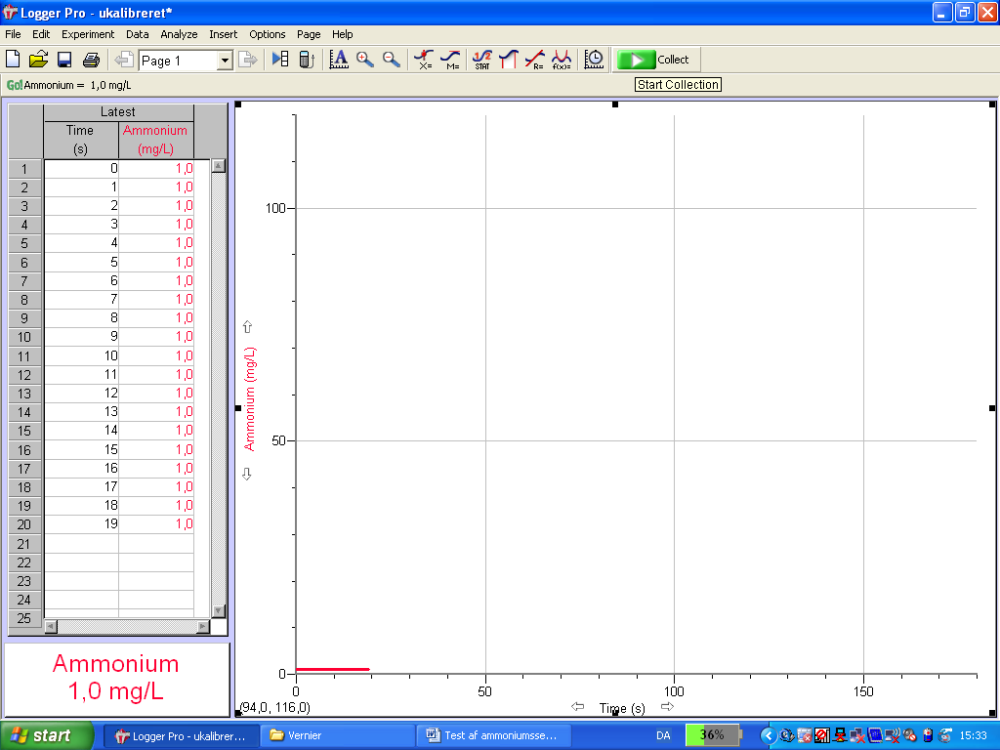 Logger Pro - ukalibreret*
File Edit Experiment Data Analyze Insert Options Page Help
Page 1
X=
M=
STAT
R=
f(x)=
Collect
Go! Ammonium = 1,0 mg/L
Start Collection
Latest
Time (s) Ammonium (mg/L)
1 0 1,0
2 1 1,0
3 2 1,0
4 3 1,0
5 4 1,0
6 5 1,0
7 6 1,0
8 7 1,0
9 8 1,0
10 9 1,0
11 10 1,0
12 11 1,0
13 12 1,0
14 13 1,0
15 14 1,0
16 15 1,0
17 16 1,0
18 17 1,0
19 18 1,0
20 19 1,0
21
22
23
24
25
Ammonium
1,0 mg/L
Ammonium (mg/L)
100
50
0
0 50 100 150
(94,0, 116,0)
Time (s)
start
Logger Pro - ukalibrer...
Vernier
Test af ammoniumsse...
DA
36%
15:33